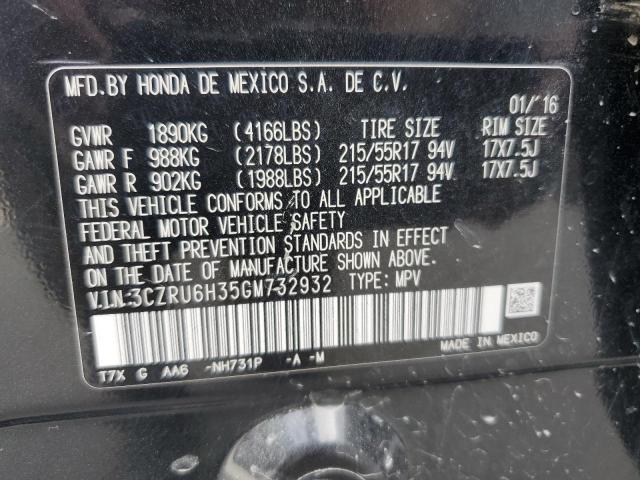 MFD.BY HONDA DE MEXICO S.A. DE C.V.
01/'16
GVWR 1890KG (4166LBS) TIRE SIZE RIM SIZE
GAWR F 988KG (2178LBS) 215/55R17 94V 17X7.5J
GAWR R 902KG (1988LBS) 215/55R17 94V 17X7.5J
THIS VEHICLE CONFORMS TO ALL APPLICABLE
FEDERAL MOTOR VEHICLE SAFETY
AND THEFT PREVENTION STANDARDS IN EFFECT
ON THE DATE OF MANUFACTURE SHOWN ABOVE.
V.I.N:3CZRU6H35GM732932 TYPE: MPV
MADE IN MEXICO
T7X G AA6 -NH731P -A -M